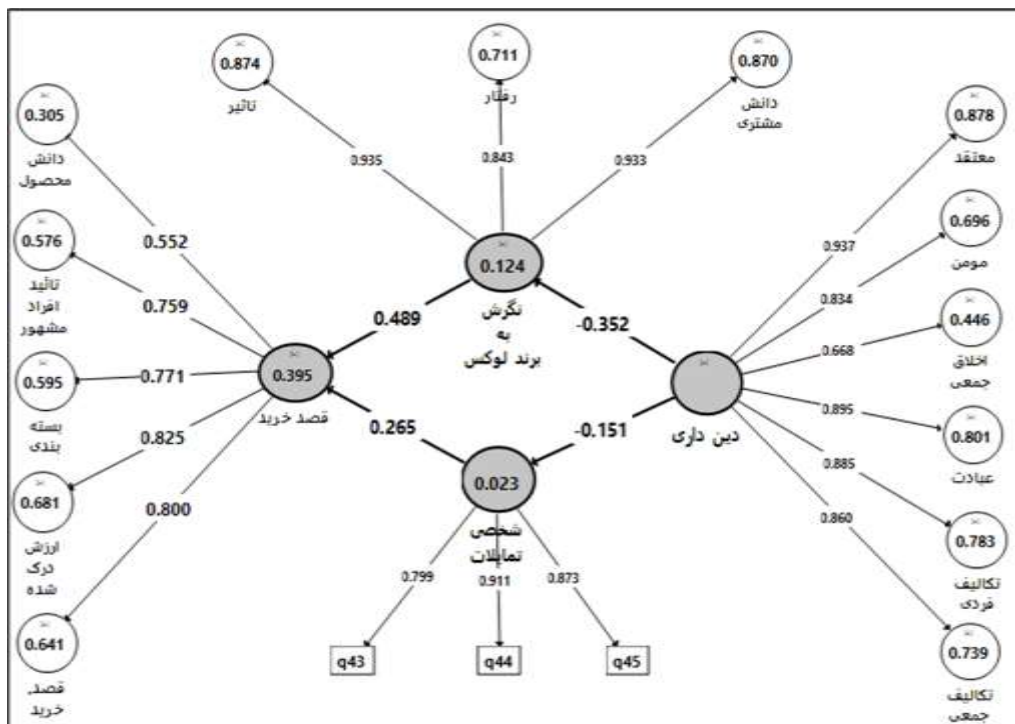 0.874
تاثیر
0.711
رفتار
0.870
دانش
مشتری
0.305
دانش
محصول
0.878
معتقد
0.935
0.843
0.933
0.576
تائید
افراد
مشهور
0.552
0.696
مومن
0.937
0.124
نگرش
به
برند لوکس
0.759
0.834
0.489
-0.352
0.446
اخلاق
جمعی
0.668
0.595
بسته
بندی
0.771
0.395
قصد خرید
دین داری
0.895
0.801
عبادت
0.825
0.265
-0.151
0.885
0.681
ارزش
درک
شده
0.800
0.023
شخصی
تمایلات
0.860
0.783
تکالیف
فردی
0.799
0.911
0.873
0.641
قصد,
خرید
q43
q44
q45
0.739
تکالیف
جمعی